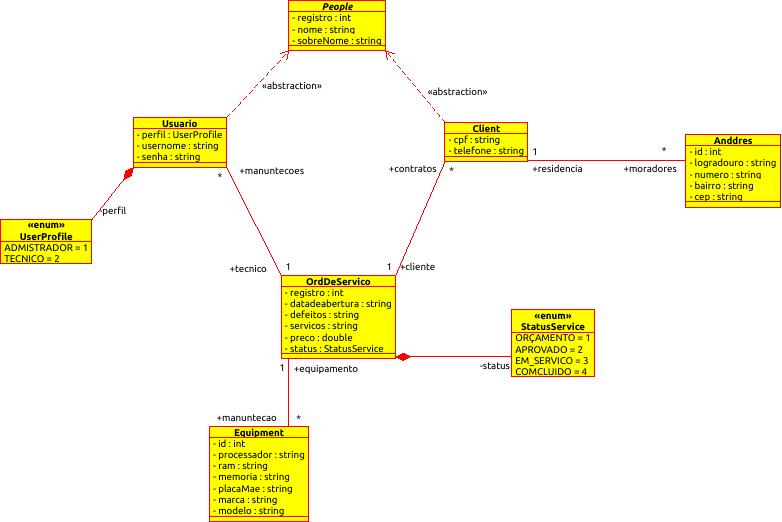 People
- registro : int
- nome : string
- sobreNome : string
«abstraction»
«abstraction»
Usuario
- perfil : UserProfile
- username : string
- senha : string
Client
- cpf : string
- telefone : string
Anddres
- id : int
- logradouro : string
- numero : string
- bairro : string
- cep : string
1
*
+residencia
+moradores
*
+manuntecoes
+contratos
*
-perfil
«enum»
UserProfile
ADMISTRADOR = 1
TECNICO = 2
+tecnico
1
1
+cliente
OrdDeServico
- registro : int
- datadeabertura : string
- defeitos : string
- servicos : string
- preco : double
- status : StatusService
«enum»
StatusService
ORÇAMENTO = 1
APROVADO = 2
EM_SERVICO = 3
COMCLUIDO = 4
-status
1
+equipamento
+manuntecao
*
Equipment
- id : int
- processador : string
- ram : string
- memoria : string
- placaMae : string
- marca : string
- modelo : string